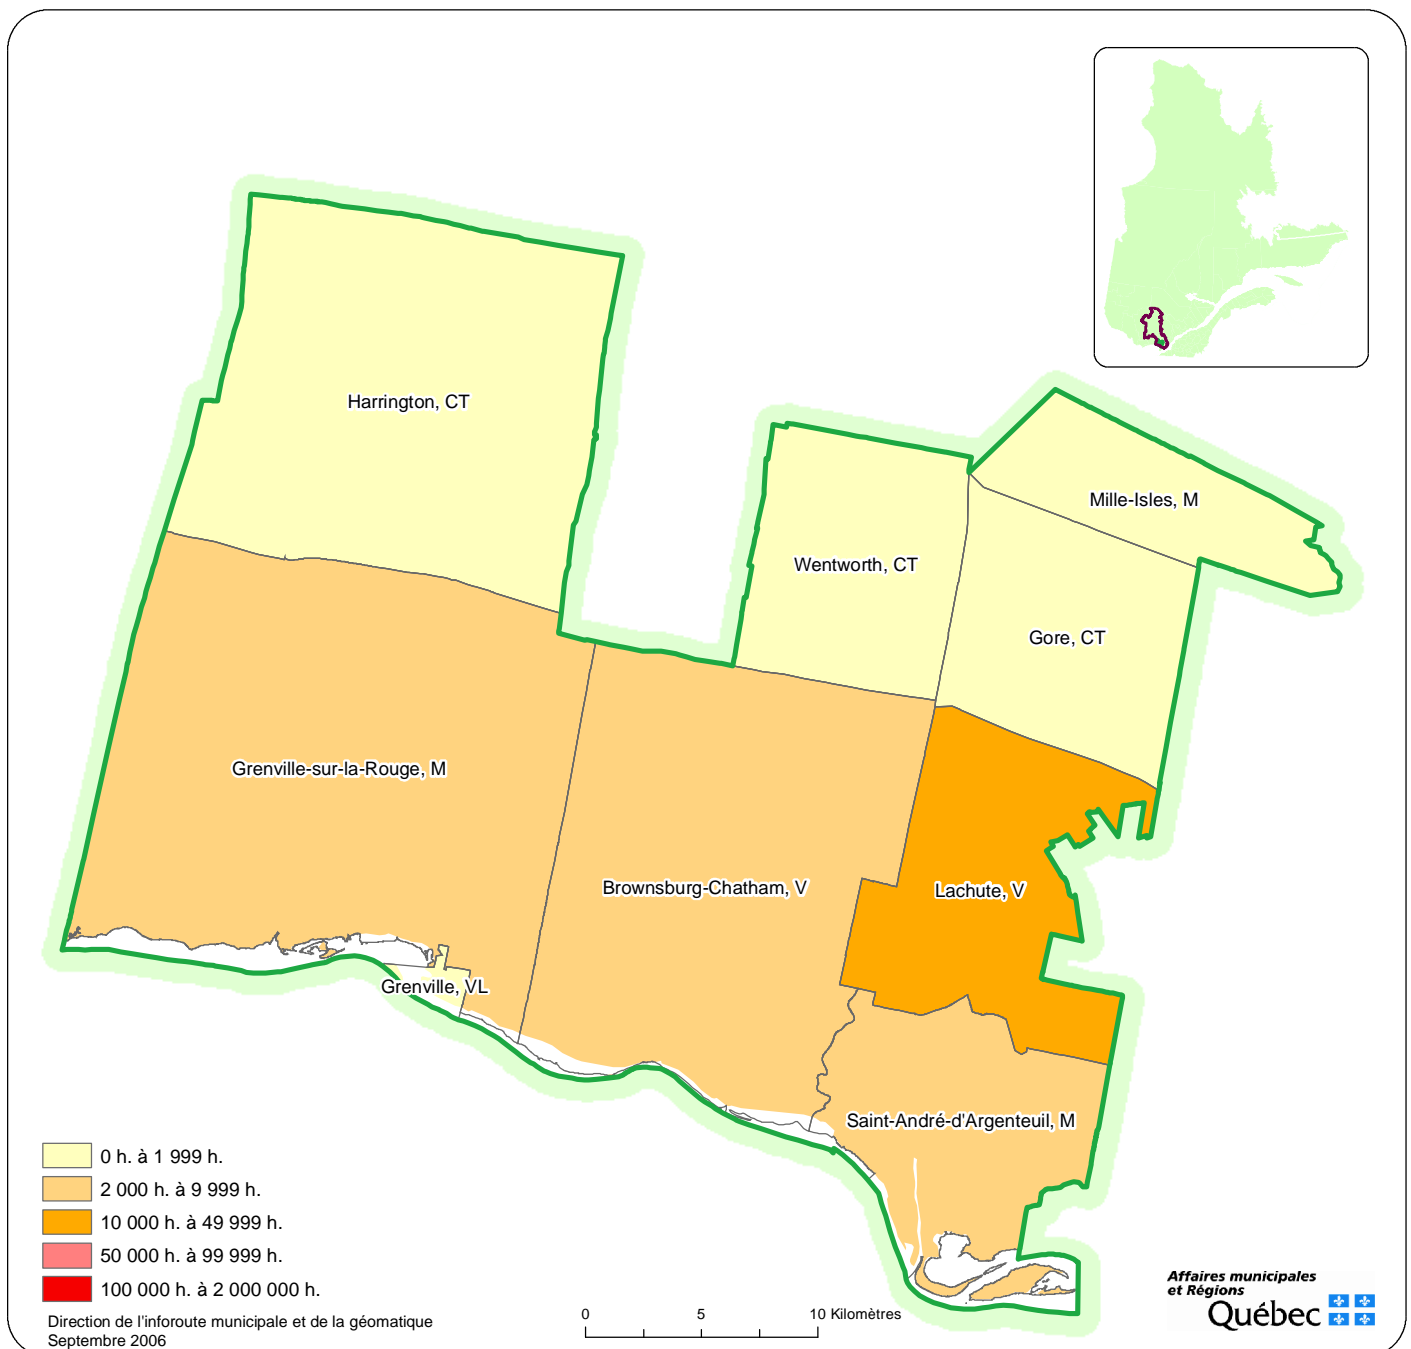 Harrington, CT
Mille-Isles, M
Wentworth, CT
Gore, CT
Grenville-sur-la-Rouge, M
Brownsburg-Chatham, V
Lachute, V
Grenville, VL
Saint-André-d'Argenteuil, M
0 h. à 1 999 h.
2 000 h. à 9 999 h.
10 000 h. à 49 999 h.
50 000 h. à 99 999 h.
100 000 h. à 2 000 000 h.
Direction de l'inforoute municipale et de la géomatique
Septembre 2006
0 5 10 Kilomètres
Affaires municipales
et Régions
Québec